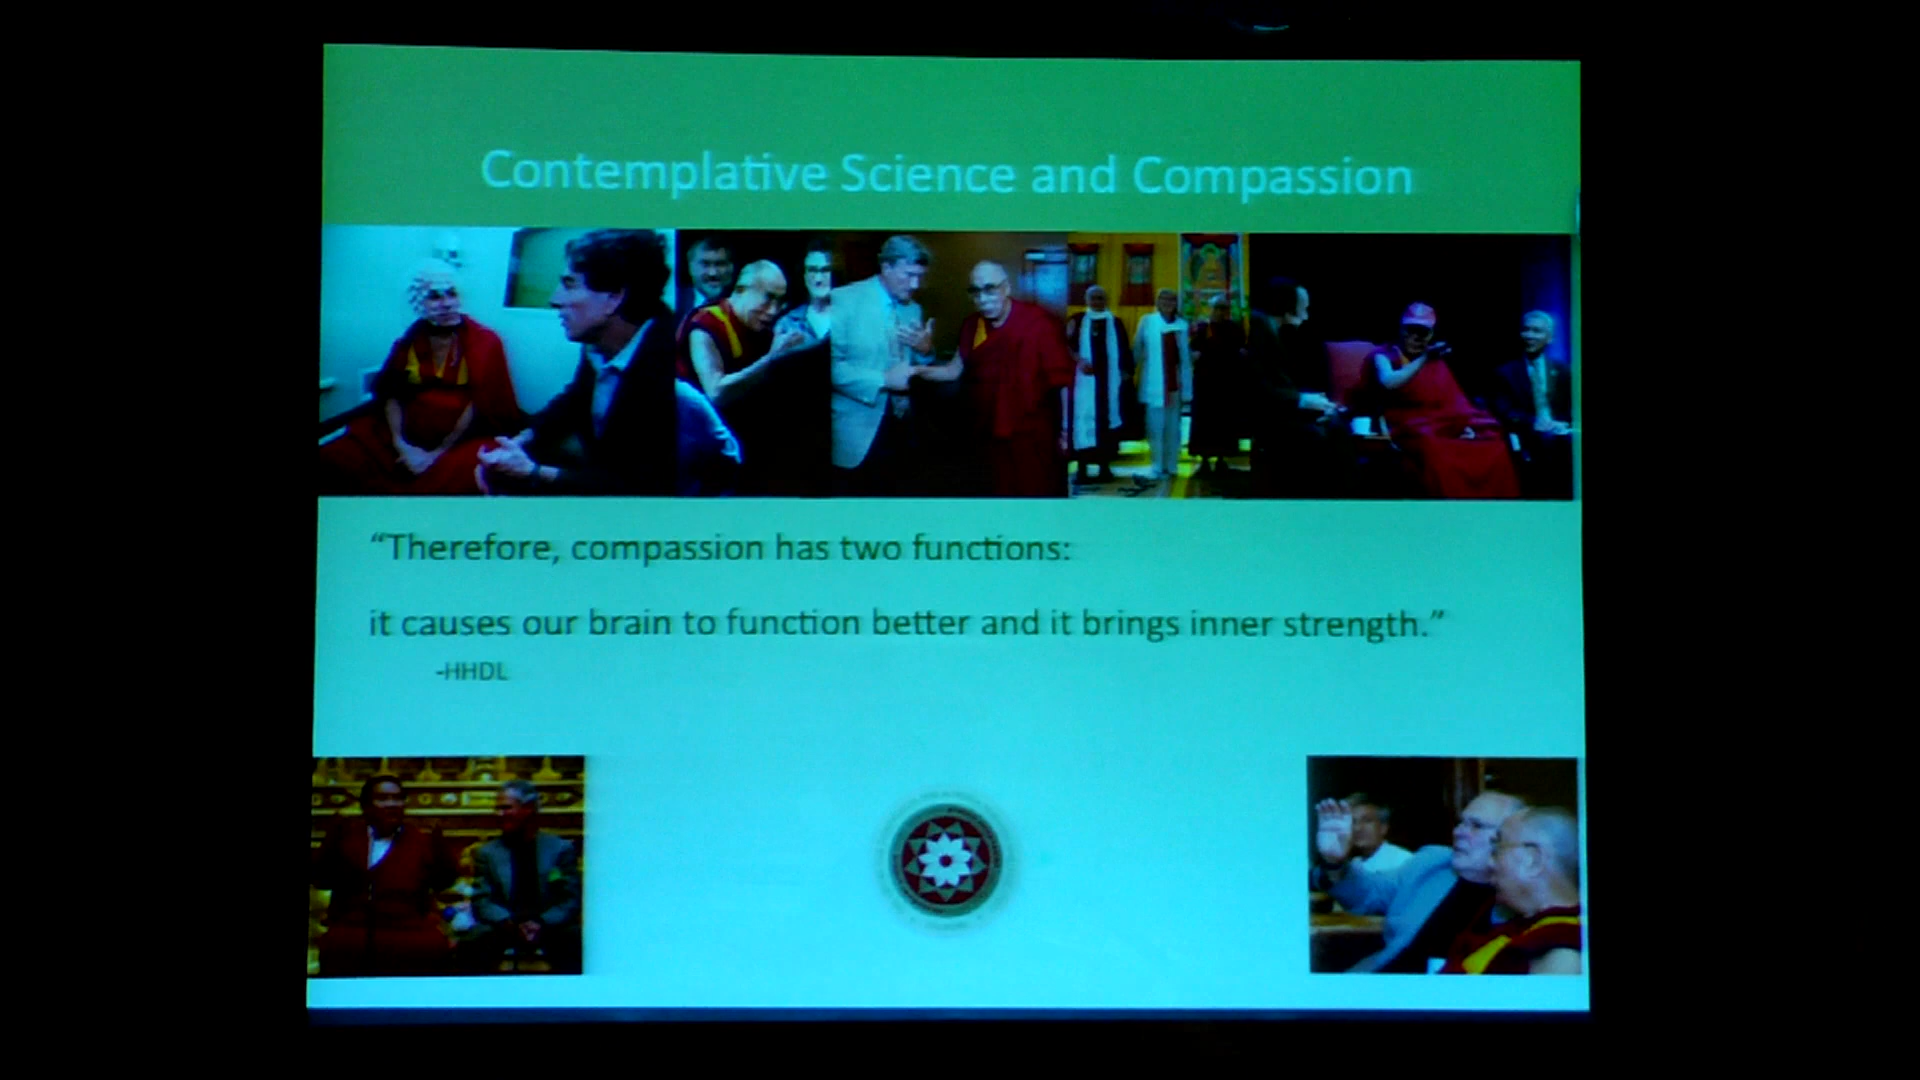 Contemplative Science and Compassion
“Therefore, compassion has two functions:
it causes our brain to function better and it brings inner strength.”
-HHDL